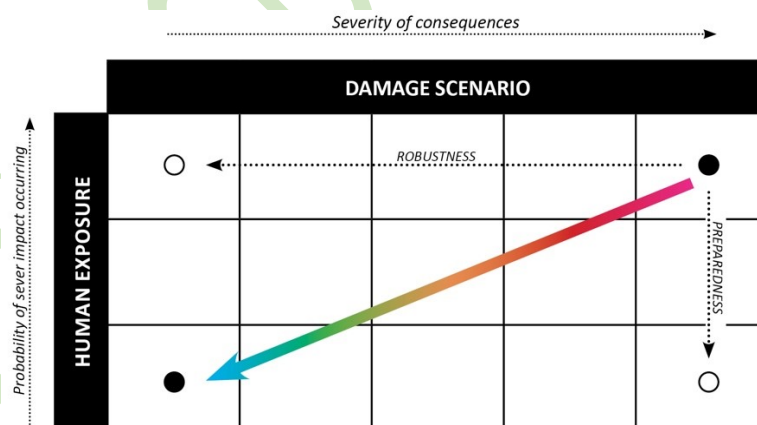 Severity of consequences
DAMAGE SCENARIO
ROBUSTNESS
PREPAREDNESS
HUMAN EXPOSURE
Probability of sever impact occurring